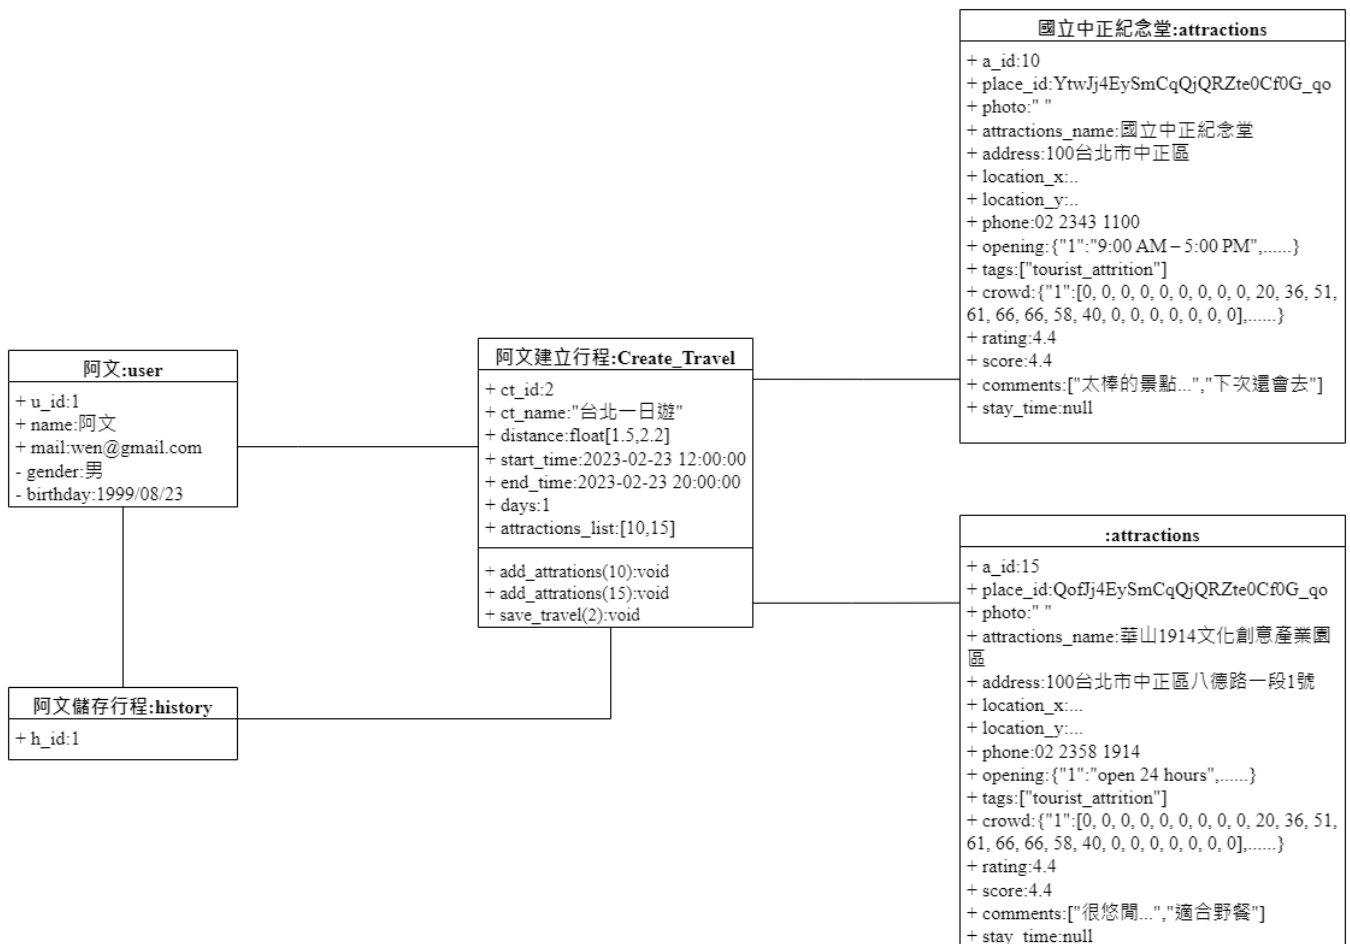 國立中正紀念堂:attractions
+ a_id:10
+ place_id:YtwJj4EySmCqQjQRZte0Cf0G_qo
+ photo:" "
+ attractions_name:國立中正紀念堂
+ address:100台北市中正區
+ location_x:..
+ location_y:..
+ phone:02 2343 1100
+ opening:{"1":"9:00 AM – 5:00 PM",......}
+ tags:["tourist_attrition"]
+ crowd:{"1":[0, 0, 0, 0, 0, 0, 0, 0, 0, 20, 36, 51,
61, 66, 66, 58, 40, 0, 0, 0, 0, 0, 0, 0],......}
+ rating:4.4
+ score:4.4
+ comments:["太棒的景點...","下次還會去"]
+ stay_time:null
阿文:user
+ u_id:1
+ name:阿文
+ mail:wen@gmail.com
- gender:男
- birthday:1999/08/23
阿文建立行程:Create_Travel
+ ct_id:2
+ ct_name:"台北一日遊"
+ distance:float[1.5,2.2]
+ start_time:2023-02-23 12:00:00
+ end_time:2023-02-23 20:00:00
+ days:1
+ attractions_list:[10,15]
+ add_attrations(10):void
+ add_attrations(15):void
+ save_travel(2):void
阿文儲存行程:history
+ h_id:1
:attractions
+ a_id:15
+ place_id:QofJj4EySmCqQjQRZte0Cf0G_qo
+ photo:" "
+ attractions_name:華山1914文化創意產業園
區
+ address:100台北市中正區八德路一段1號
+ location_x:...
+ location_y:...
+ phone:02 2358 1914
+ opening:{"1":"open 24 hours",......}
+ tags:["tourist_attrition"]
+ crowd:{"1":[0, 0, 0, 0, 0, 0, 0, 0, 0, 20, 36, 51,
61, 66, 66, 58, 40, 0, 0, 0, 0, 0, 0, 0],......}
+ rating:4.4
+ score:4.4
+ comments:["很悠閒...","適合野餐"]
+ stay_time:null